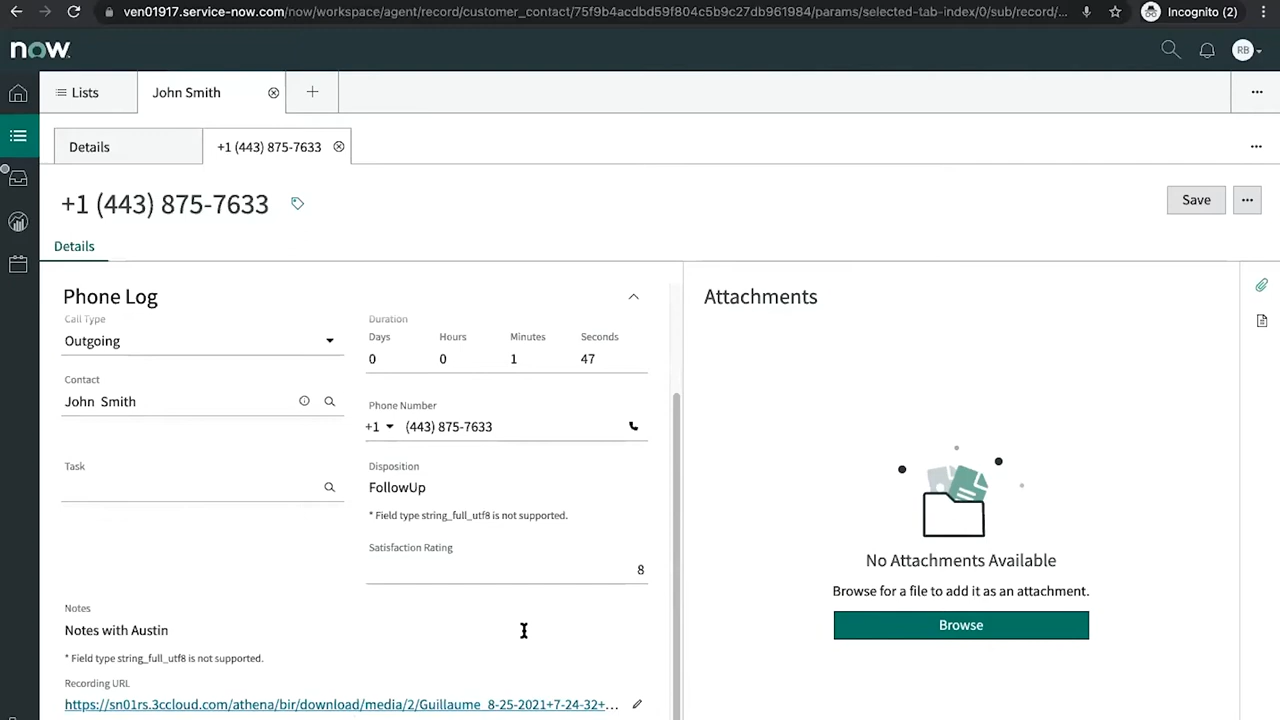 ven01917.service-now.com/now/workspace/agent/record/customer_contact/75f9b4acdbd59f804c5b9c27db961984/params/selected-tab-index/0/sub/record/...
Incognito (2)
now.
RB
Lists
John Smith
Details
+1 (443) 875-7633
+1 (443) 875-7633
Save
Details
Phone Log
Attachments
Call Type
Duration
Days
Hours
Minutes
Seconds
Outgoing
0
0
1
47
Contact
John Smith
Phone Number
+1
(443) 875-7633
Task
Disposition
FollowUp
* Field type string_full_utf8 is not supported.
Satisfaction Rating
8
No Attachments Available
Browse for a file to add it as an attachment.
Browse
Notes
Notes with Austin
* Field type string_full_utf8 is not supported.
Recording URL
https://sn01rs.3ccloud.com/athena/bir/download/media/2/Guillaume_8-25-2021+7-24-32+...